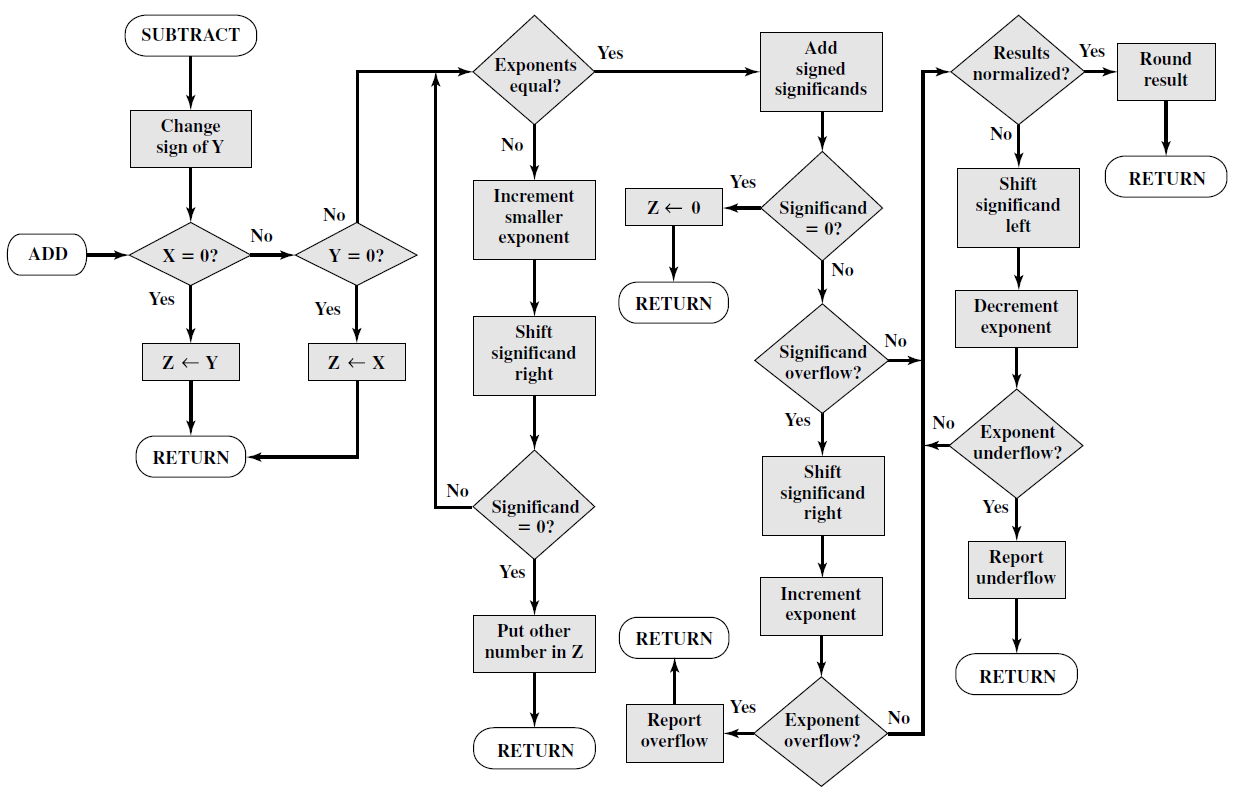 SUBTRACT
Change
sign of Y
ADD
X = 0?
No
Yes
Z ← Y
RETURN
Y = 0?
No
Yes
Z ← X
Exponents
equal?
Yes
No
Increment
smaller
exponent
Shift
significand
right
Significand
= 0?
No
Yes
Put other
number in Z
RETURN
Add
signed
significands
Significand
= 0?
Yes
Z ← 0
RETURN
No
Significand
overflow?
No
Yes
Shift
significand
right
Increment
exponent
Exponent
overflow?
Yes
Report
overflow
RETURN
No
Results
normalized?
Yes
Round
result
RETURN
No
Shift
significand
left
Decrement
exponent
Exponent
underflow?
No
Yes
Report
underflow
RETURN